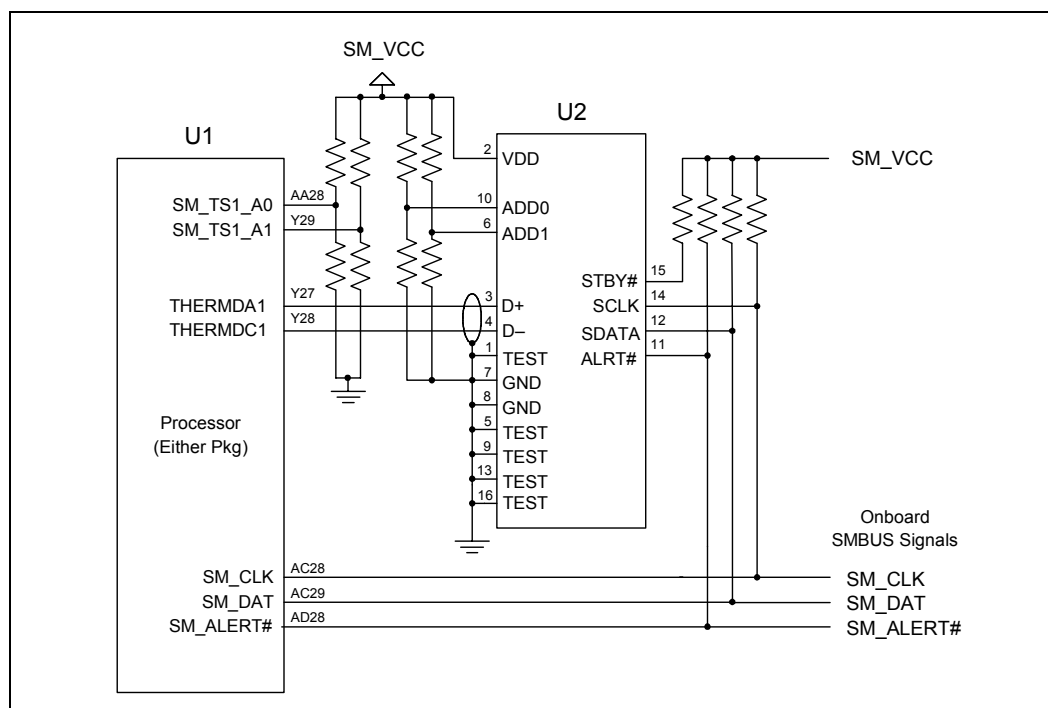 SM_VCC
U1
U2
SM_VCC
2
VDD
SM_TS1_A0
AA28
10
ADD0
SM_TS1_A1
Y29
6
ADD1
STBY#
15
THERMDA1
Y27
3
D+
SCLK
14
THERMDC1
Y28
4
D–
SDATA
12
1
TEST
ALRT#
11
7
GND
8
GND
Processor
(Either Pkg)
5
TEST
9
TEST
13
TEST
16
TEST
Onboard
SMBUS Signals
SM_CLK
AC28
SM_CLK
SM_DAT
AC29
SM_DAT
SM_ALERT#
AD28
SM_ALERT#